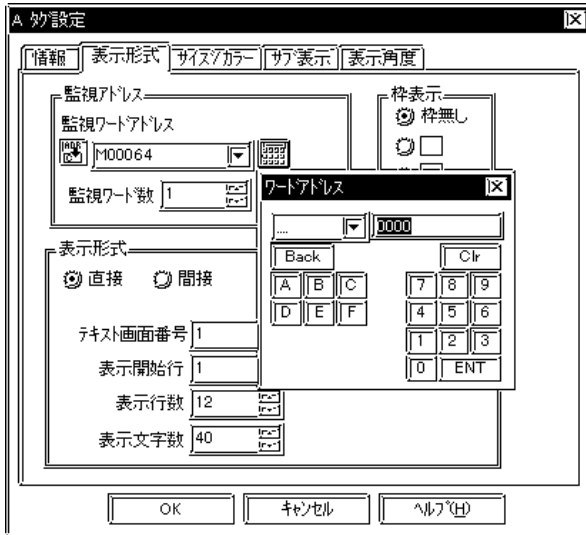 A ﾀｸﾞ設定
情報 表示形式 ｻｲｽﾞ/ｶﾗｰ ｻﾌﾞ表示 表示角度
監視ｱﾄﾞﾚｽ
監視ﾜｰﾄﾞｱﾄﾞﾚｽ
ADR
M00064
監視ﾜｰﾄﾞ数 1
枠表示
枠無し
ﾜｰﾄﾞｱﾄﾞﾚｽ
.... 0000
Back Clr
A B C 7 8 9
D E F 4 5 6
1 2 3
0 ENT
表示形式
直接 間接
ﾃｷｽﾄ画面番号 1
表示開始行 1
表示行数 12
表示文字数 40
OK ｷｬﾝｾﾙ ﾍﾙﾌﾟ(H)